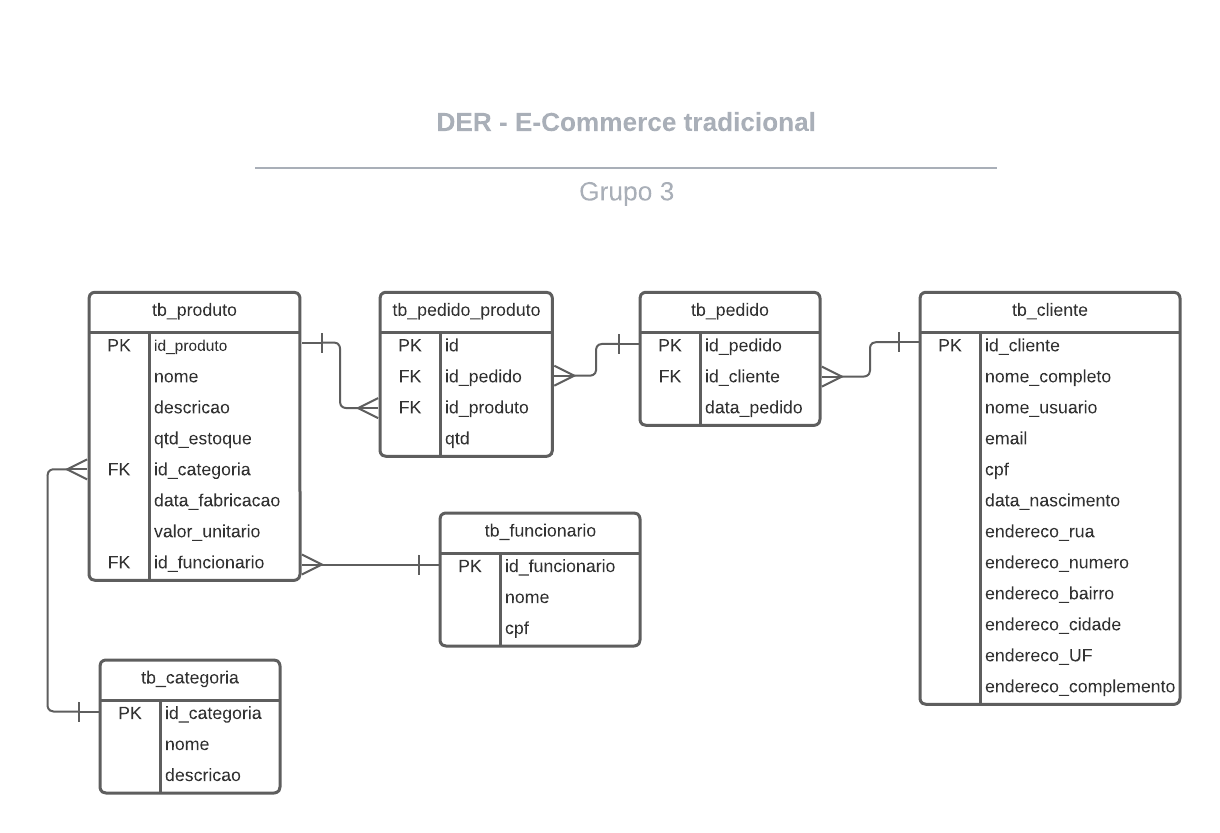 DER - E-Commerce tradicional
Grupo 3
tb_produto
PK id_produto
nome
descricao
qtd_estoque
FK id_categoria
data_fabricacao
valor_unitario
FK id_funcionario
tb_pedido_produto
PK id
FK id_pedido
FK id_produto
qtd
tb_pedido
PK id_pedido
FK id_cliente
data_pedido
tb_cliente
PK id_cliente
nome_completo
nome_usuario
email
cpf
data_nascimento
endereco_rua
endereco_numero
endereco_bairro
endereco_cidade
endereco_UF
endereco_complemento
tb_funcionario
PK id_funcionario
nome
cpf
tb_categoria
PK id_categoria
nome
descricao